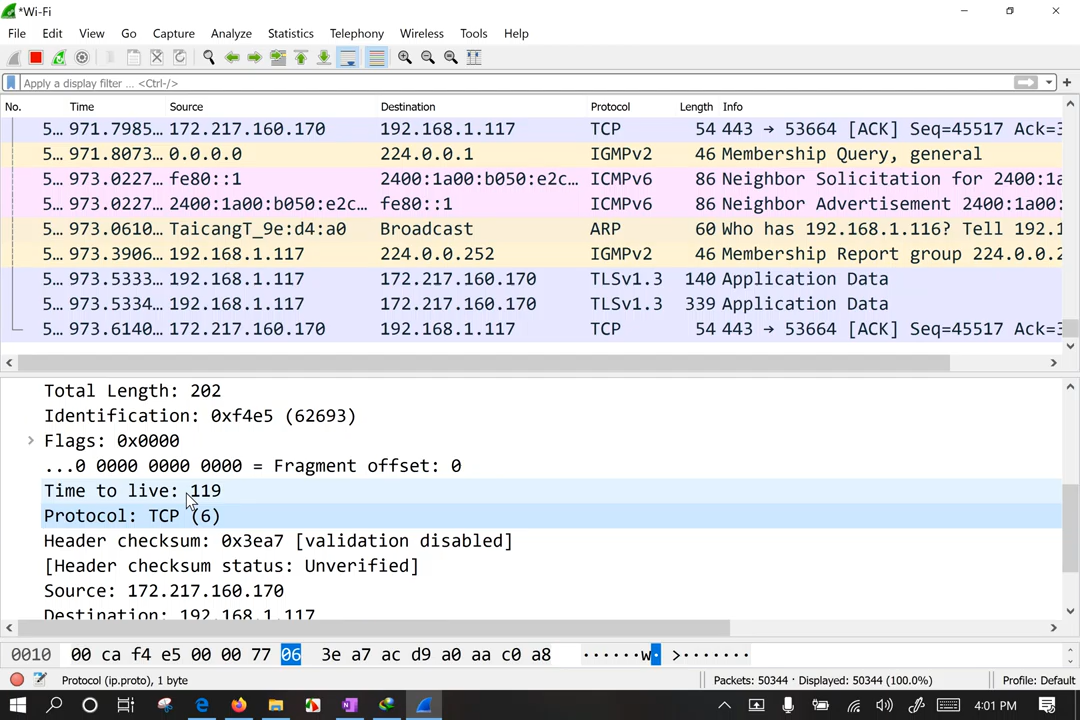 *Wi-Fi
File Edit View Go Capture Analyze Statistics Telephony Wireless Tools Help
Apply a display filter ... <Ctrl-/>
No. Time Source Destination Protocol Length Info
5… 971.7985… 172.217.160.170 192.168.1.117 TCP 54 443 → 53664 [ACK] Seq=45517 Ack=3
5… 971.8073… 0.0.0.0 224.0.0.1 IGMPv2 46 Membership Query, general
5… 973.0227… fe80::1 2400:1a00:b050:e2c… ICMPv6 86 Neighbor Solicitation for 2400:1a
5… 973.0227… 2400:1a00:b050:e2c… fe80::1 ICMPv6 86 Neighbor Advertisement 2400:1a00:
5… 973.0610… TaicangT_9e:d4:a0 Broadcast ARP 60 Who has 192.168.1.116? Tell 192.1
5… 973.3906… 192.168.1.117 224.0.0.252 IGMPv2 46 Membership Report group 224.0.0.2
5… 973.5333… 192.168.1.117 172.217.160.170 TLSv1.3 140 Application Data
5… 973.5334… 192.168.1.117 172.217.160.170 TLSv1.3 339 Application Data
5… 973.6140… 172.217.160.170 192.168.1.117 TCP 54 443 → 53664 [ACK] Seq=45517 Ack=3
Total Length: 202
Identification: 0xf4e5 (62693)
Flags: 0x0000
...0 0000 0000 0000 = Fragment offset: 0
Time to live: 119
Protocol: TCP (6)
Header checksum: 0x3ea7 [validation disabled]
[Header checksum status: Unverified]
Source: 172.217.160.170
Destination: 192.168.1.117
0010 00 ca f4 e5 00 00 77 06 3e a7 ac d9 a0 aa c0 a8 ······w· >·······
Protocol (ip.proto), 1 byte Packets: 50344 · Displayed: 50344 (100.0%) Profile: Default
4:01 PM